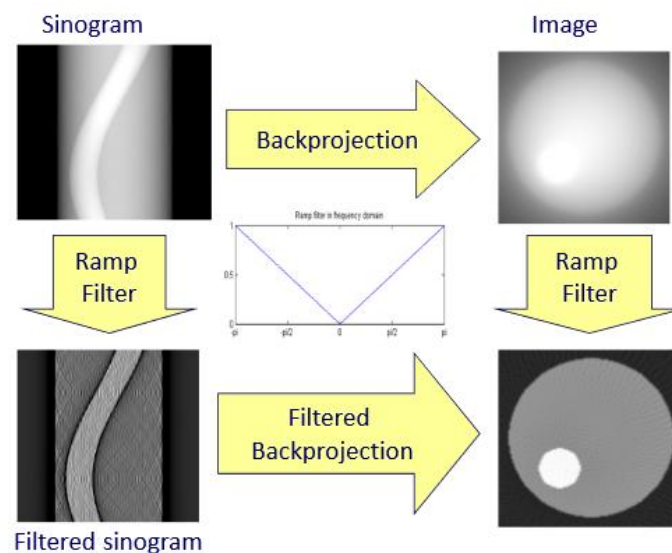 Sinogram
Image
Backprojection
Ramp filter in frequency domain
1
0.5
0
-pi
-pi/2
0
pi/2
pi
Ramp
Filter
Ramp
Filter
Filtered
Backprojection
Filtered sinogram